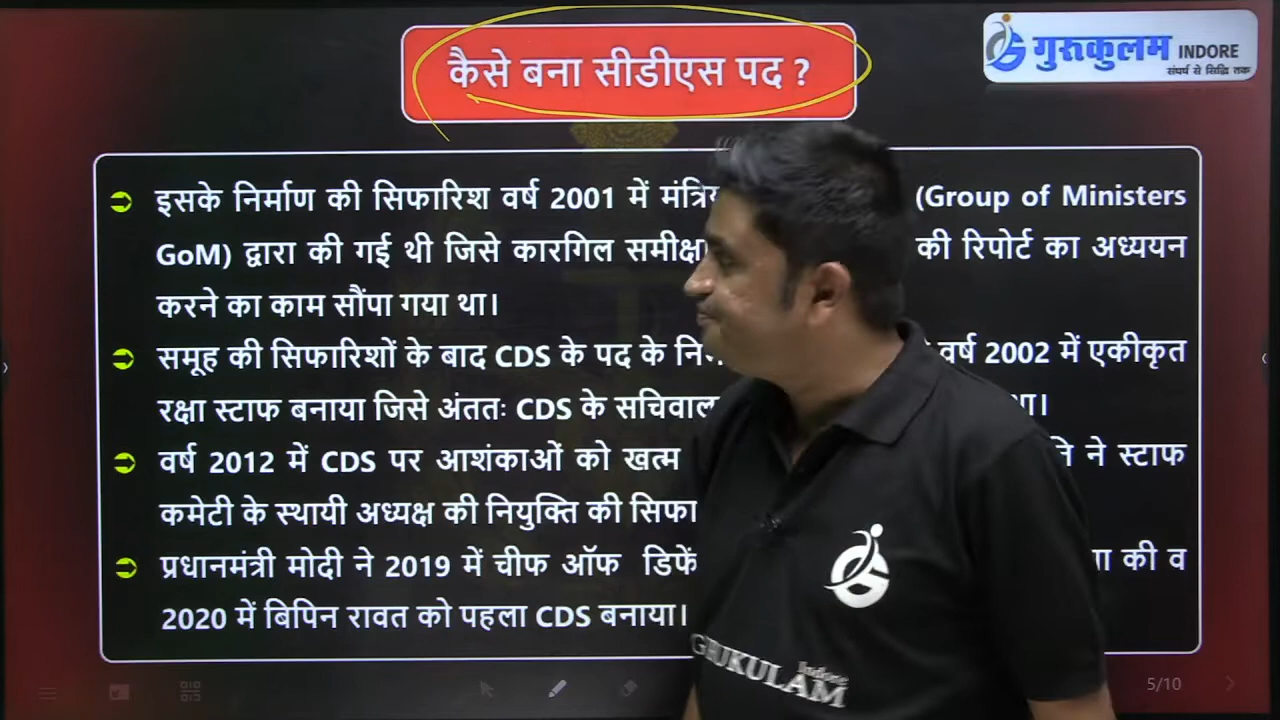 कैसे बना सीडीएस पद ?
गुरुकुलम INDORE
संघर्ष से सिद्धि तक
इसके निर्माण की सिफारिश वर्ष 2001 में (Group of Ministers
GoM) द्वारा की गई थी जिसे कारगिल की रिपोर्ट का अध्ययन
करने का काम सौंपा गया था।
समूह की सिफारिशों के बाद CDS के पद के वर्ष 2002 में एकीकृत
रक्षा स्टाफ बनाया जिसे अंततः CDS के
वर्ष 2012 में CDS पर आशंकाओं को खत्म ने स्टाफ
कमेटी के स्थायी अध्यक्ष की नियुक्ति की
प्रधानमंत्री मोदी ने 2019 में चीफ ऑफ की व
2020 में बिपिन रावत को पहला CDS बनाया।
GURUKULAM
Indore
5/10